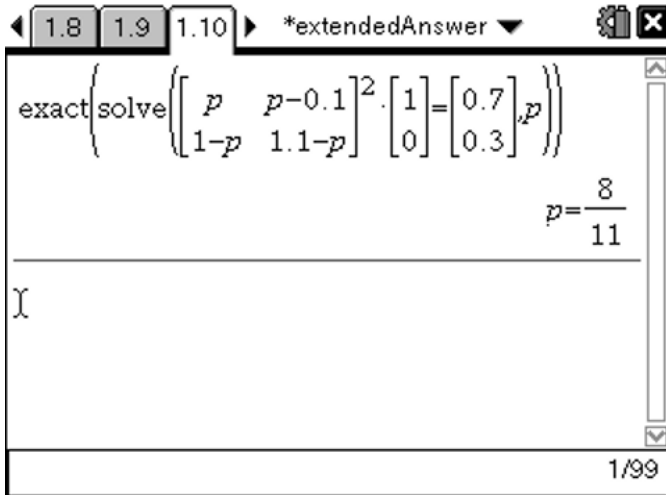 1.8 1.9 1.10 *extendedAnswer
exact(solve([p p-0.1; 1-p 1.1-p]^2·[1; 0]=[0.7; 0.3],p))
p=8/11
1/99